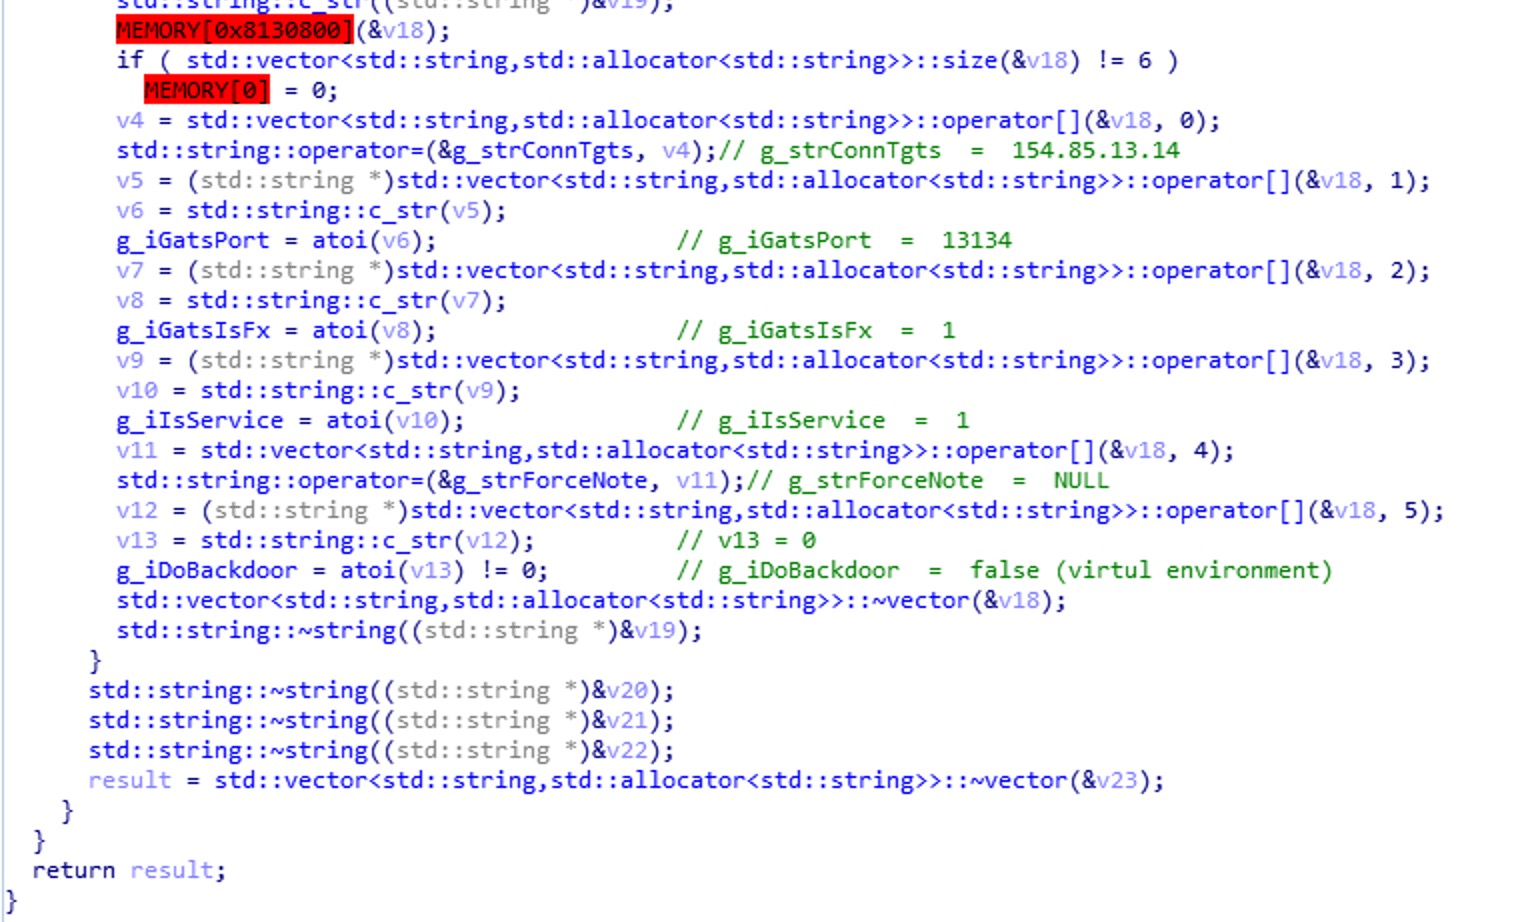 std::string::c_str((std::string *)&v19);
MEMORY[0x8130800](&v18);
if ( std::vector<std::string,std::allocator<std::string>>::size(&v18) != 6 )
MEMORY[0] = 0;
v4 = std::vector<std::string,std::allocator<std::string>>::operator[](&v18, 0);
std::string::operator=(&g_strConnTgts, v4);// g_strConnTgts = 154.85.13.14
v5 = (std::string *)std::vector<std::string,std::allocator<std::string>>::operator[](&v18, 1);
v6 = std::string::c_str(v5);
g_iGatsPort = atoi(v6); // g_iGatsPort = 13134
v7 = (std::string *)std::vector<std::string,std::allocator<std::string>>::operator[](&v18, 2);
v8 = std::string::c_str(v7);
g_iGatsIsFx = atoi(v8); // g_iGatsIsFx = 1
v9 = (std::string *)std::vector<std::string,std::allocator<std::string>>::operator[](&v18, 3);
v10 = std::string::c_str(v9);
g_iIsService = atoi(v10); // g_iIsService = 1
v11 = std::vector<std::string,std::allocator<std::string>>::operator[](&v18, 4);
std::string::operator=(&g_strForceNote, v11);// g_strForceNote = NULL
v12 = (std::string *)std::vector<std::string,std::allocator<std::string>>::operator[](&v18, 5);
v13 = std::string::c_str(v12); // v13 = 0
g_iDoBackdoor = atoi(v13) != 0; // g_iDoBackdoor = false (virtul environment)
std::vector<std::string,std::allocator<std::string>>::~vector(&v18);
std::string::~string((std::string *)&v19);
}
std::string::~string((std::string *)&v20);
std::string::~string((std::string *)&v21);
std::string::~string((std::string *)&v22);
result = std::vector<std::string,std::allocator<std::string>>::~vector(&v23);
}
}
return result;
}